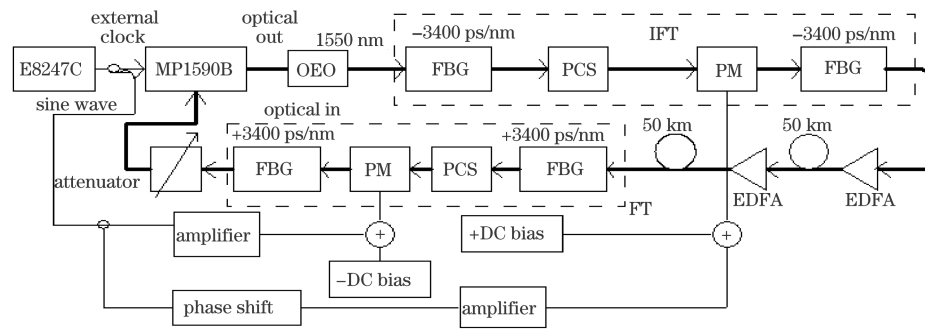 external
clock
optical
out
1550 nm
−3400 ps/nm
IFT
−3400 ps/nm
E8247C
MP1590B
OEO
FBG
PCS
PM
FBG
sine wave
optical in
+3400 ps/nm
+3400 ps/nm
50 km
50 km
attenuator
FBG
PM
PCS
FBG
EDFA
EDFA
FT
amplifier
+
+DC bias
+
−DC bias
phase shift
amplifier